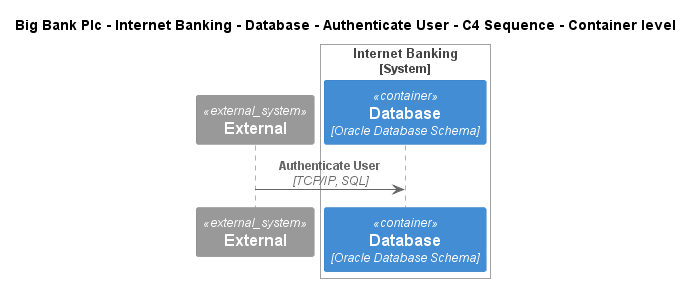 Big Bank Plc - Internet Banking - Database - Authenticate User - C4 Sequence - Container level
Internet Banking
[System]
«external_system»
External
«container»
Database
[Oracle Database Schema]
Authenticate User
[TCP/IP, SQL]
«external_system»
External
«container»
Database
[Oracle Database Schema]